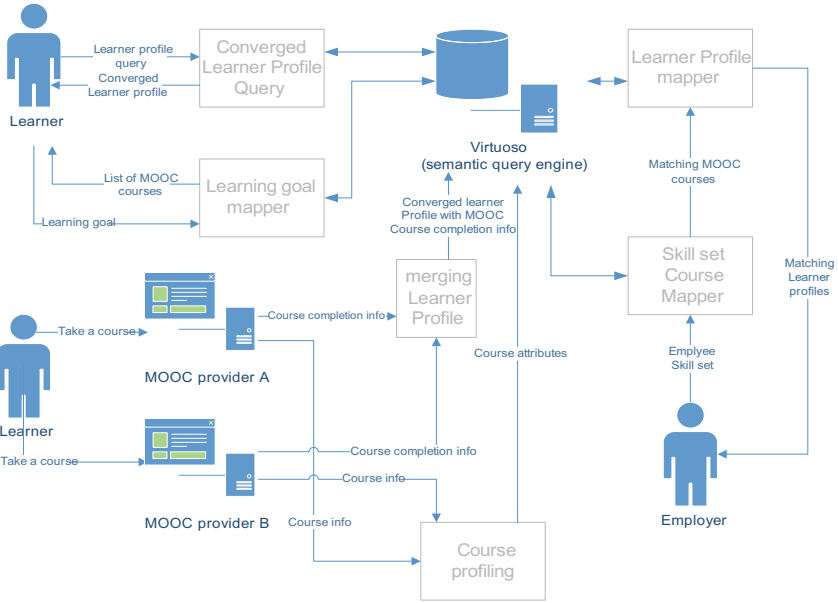 Learner profile
query
Converged
Learner profile
Learner
Converged
Learner Profile
Query
Virtuoso
(semantic query engine)
Learner Profile
mapper
List of MOOC
courses
Learning goal
Learning goal
mapper
Converged learner
Profile with MOOC
Course completion info
Matching MOOC
courses
Skill set
Course
Mapper
Matching
Learner
profiles
merging
Learner
Profile
Take a course
Course completion info
MOOC provider A
Course attributes
Emplyee
Skill set
Learner
Take a course
Course completion info
Course info
MOOC provider B
Course info
Employer
Course
profiling